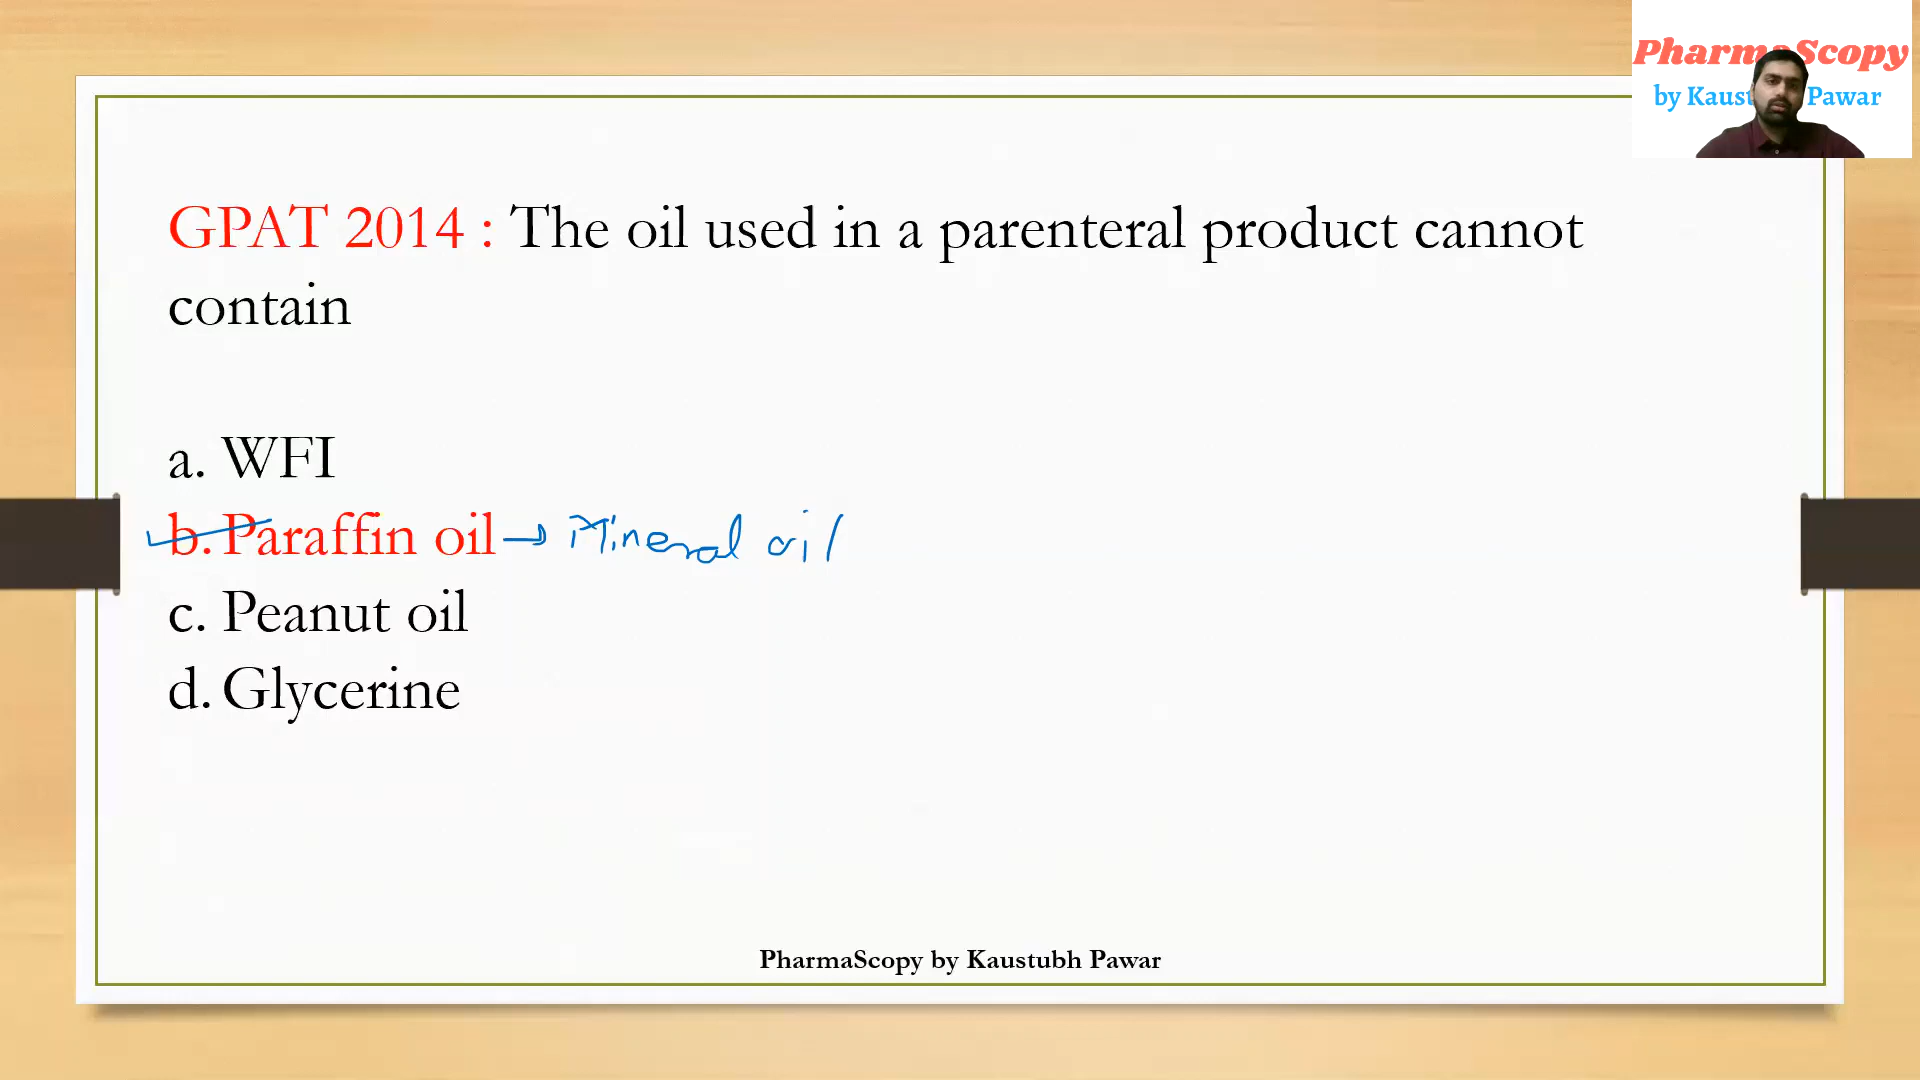 PharmaScopy
by Kaustubh Pawar
GPAT 2014 : The oil used in a parenteral product cannot
contain
a. WFI
b. Paraffin oil → Mineral oil
c. Peanut oil
d. Glycerine
PharmaScopy by Kaustubh Pawar